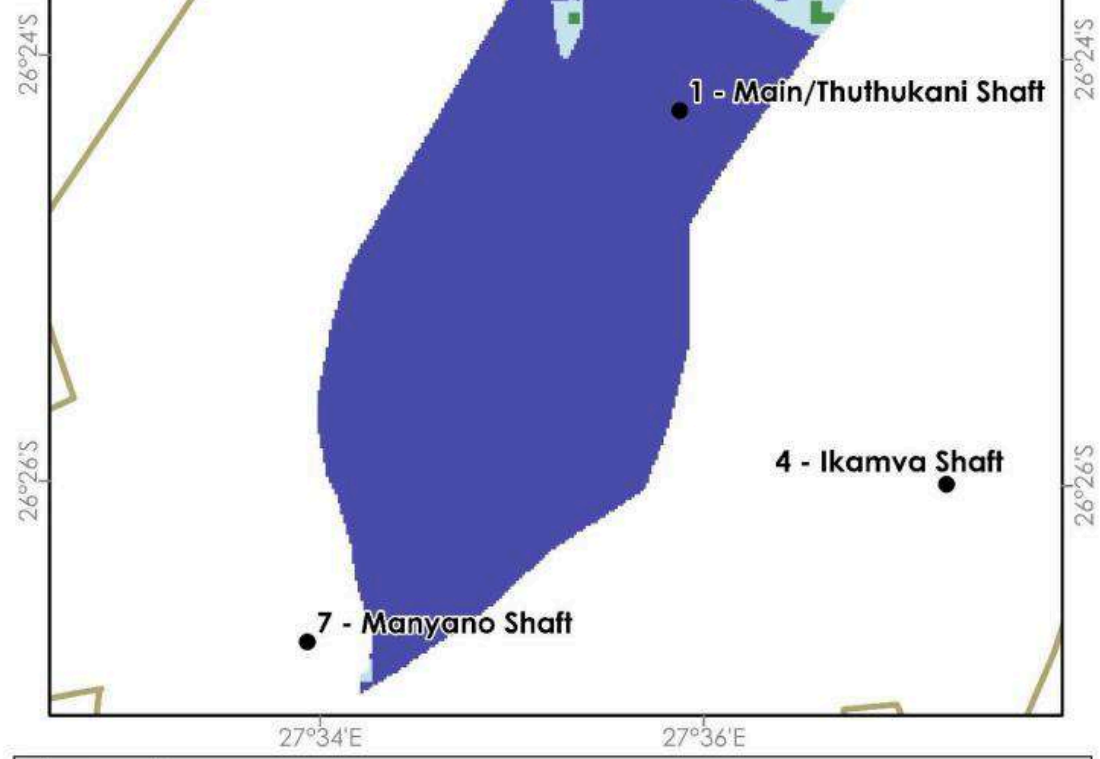 26°24'S
26°24'S
1 - Main/Thuthukani Shaft
4 - Ikamva Shaft
26°26'S
26°26'S
7 - Manyano Shaft
27°34'E
27°36'E